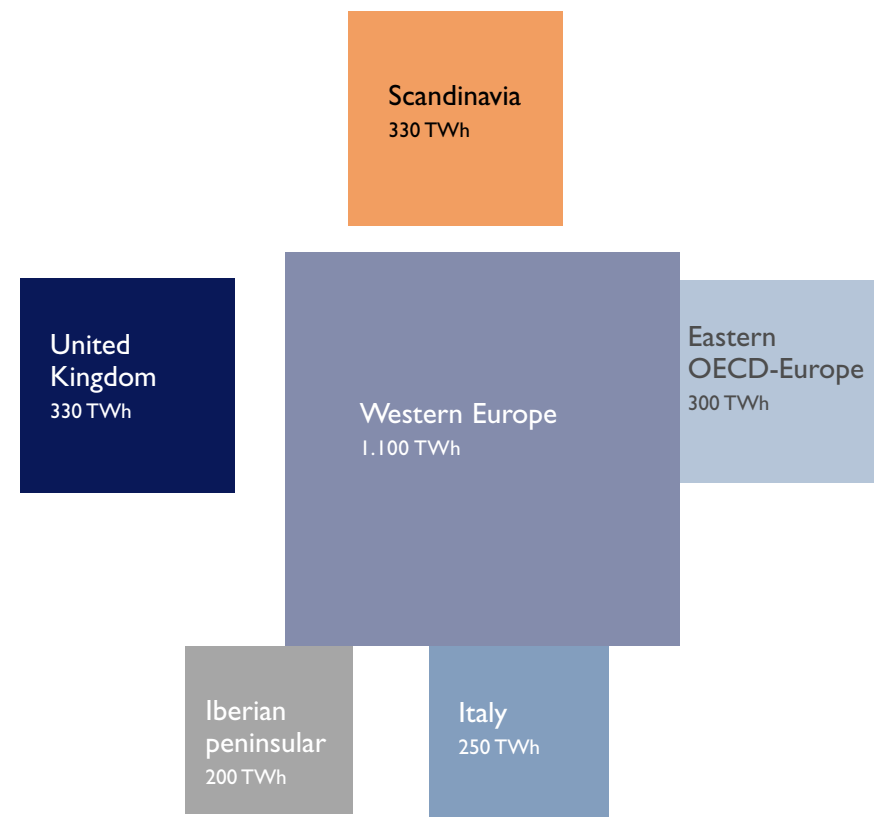 Scandinavia
330 TWh
United
Kingdom
330 TWh
Western Europe
1.100 TWh
Eastern
OECD-Europe
300 TWh
Iberian
peninsular
200 TWh
Italy
250 TWh